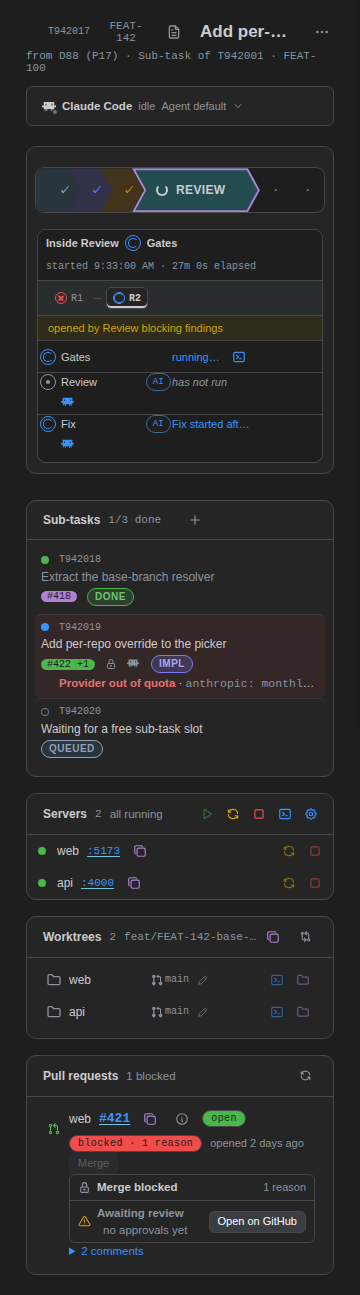 T942017 FEAT-142 Add per-…
from D88 (P17) · Sub-task of T942001 · FEAT-100
Claude Code idle Agent default
REVIEW
Inside Review Gates
started 9:33:00 AM · 27m 0s elapsed
R1 — R2
opened by Review blocking findings
Gates running…
Review AI has not run
Fix AI Fix started aft…
Sub-tasks 1/3 done
T942018
Extract the base-branch resolver
#418 DONE
T942019
Add per-repo override to the picker
#422 +1 IMPL
Provider out of quota · anthropic: monthl…
T942020
Waiting for a free sub-task slot
QUEUED
Servers 2 all running
web :5173
api :4000
Worktrees 2 feat/FEAT-142-base-…
web main
api main
Pull requests 1 blocked
web #421 open
blocked · 1 reason opened 2 days ago
Merge
Merge blocked 1 reason
Awaiting review
no approvals yet
Open on GitHub
2 comments